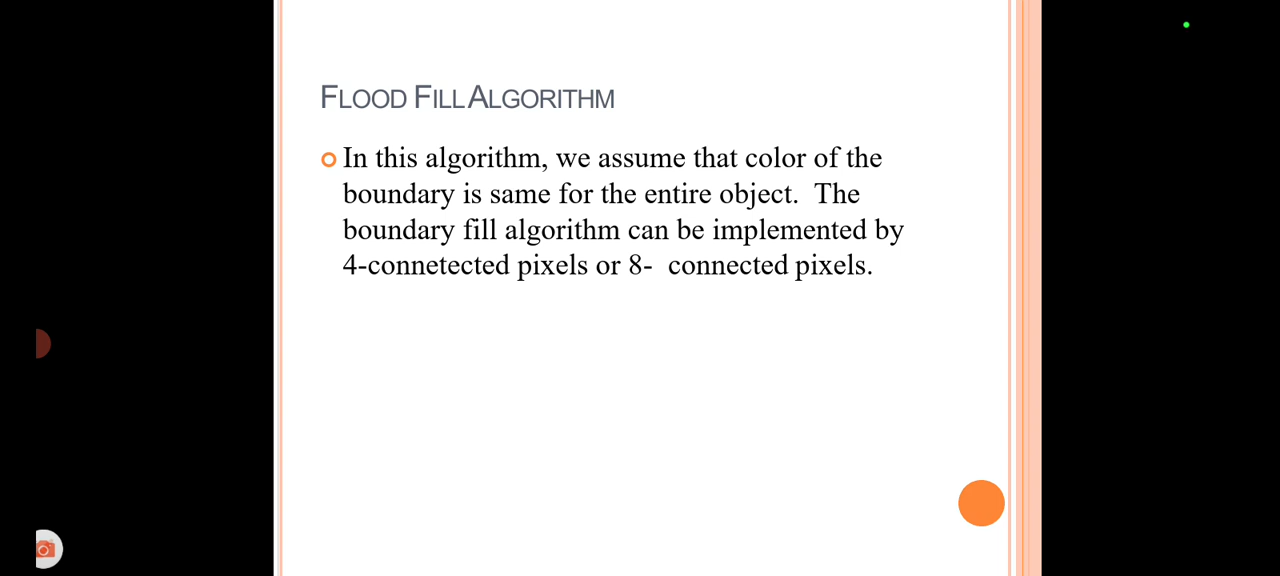 FLOOD FILL ALGORITHM
In this algorithm, we assume that color of the
boundary is same for the entire object.  The
boundary fill algorithm can be implemented by
4-connetected pixels or 8-  connected pixels.